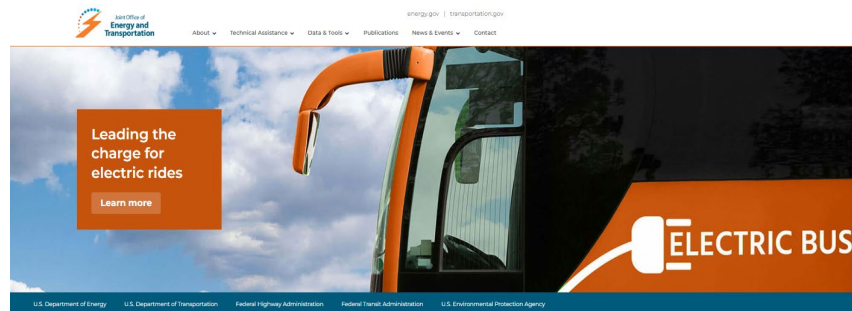 energy.gov | transportation.gov
Joint Office of
Energy and
Transportation
About Technical Assistance Data & Tools Publications News & Events Contact
Leading the
charge for
electric rides
Learn more
ELECTRIC BUS
U.S. Department of Energy U.S. Department of Transportation Federal Highway Administration Federal Transit Administration U.S. Environmental Protection Agency